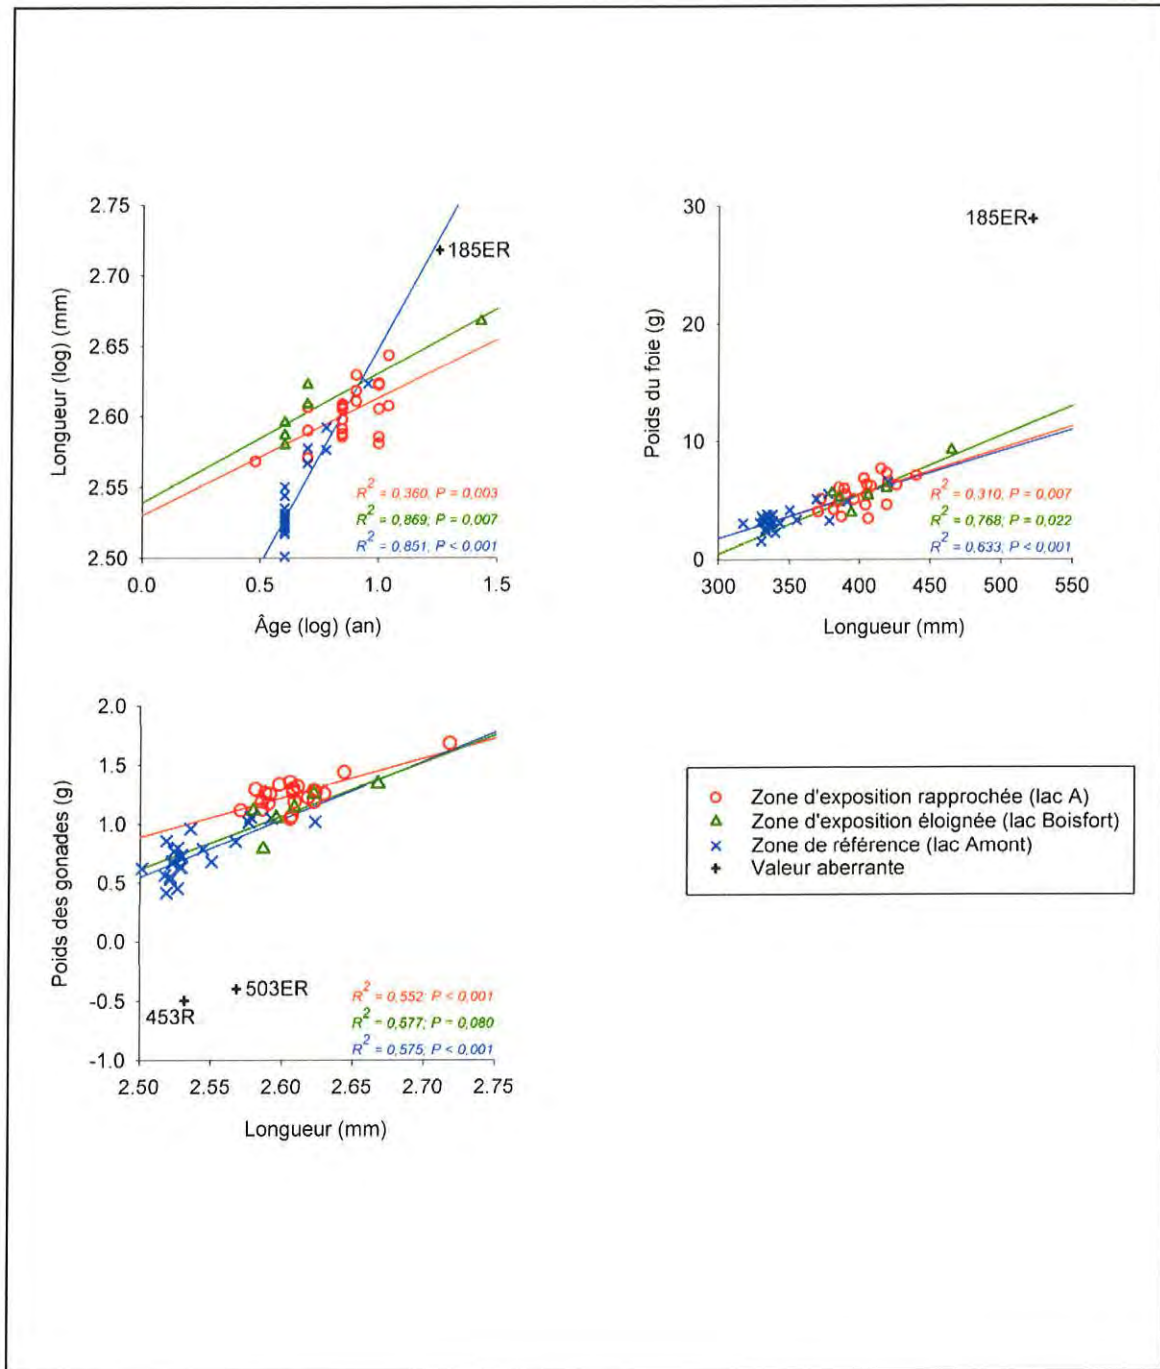 2.75
2.70
2.65
2.60
2.55
2.50
Longueur (log) (mm)
185ER
R2 = 0,360; P = 0,003
R2 = 0,869; P = 0,007
R2 = 0,851; P < 0,001
0.0 0.5 1.0 1.5
Âge (log) (an)
30
20
10
0
Poids du foie (g)
185ER
R2 = 0,310; P = 0,007
R2 = 0,768; P = 0,022
R2 = 0,633; P < 0,001
300 350 400 450 500 550
Longueur (mm)
2.0
1.5
1.0
0.5
0.0
-0.5
-1.0
Poids des gonades (g)
503ER
453R
R2 = 0,552; P < 0,001
R2 = 0,577; P = 0,080
R2 = 0,575; P < 0,001
2.50 2.55 2.60 2.65 2.70 2.75
Longueur (mm)
Zone d'exposition rapprochée (lac A)
Zone d'exposition éloignée (lac Boisfort)
Zone de référence (lac Amont)
Valeur aberrante